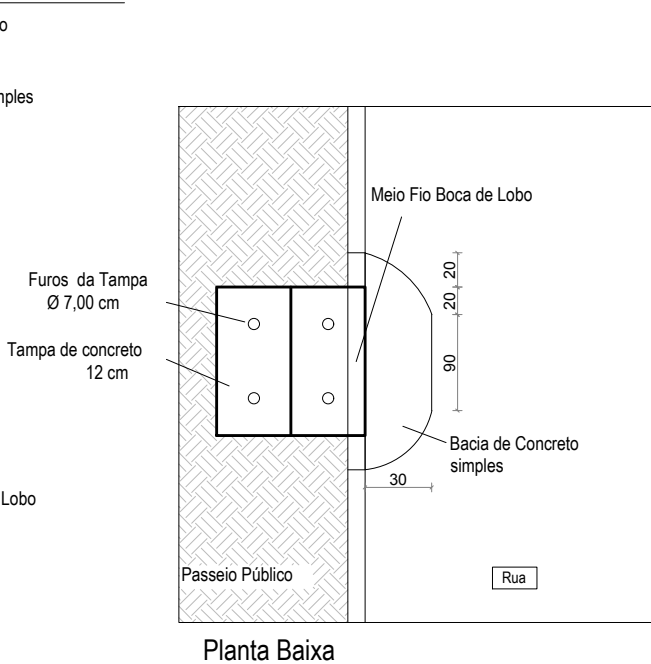 o
mples
Meio Fio Boca de Lobo
Furos da Tampa
Ø 7,00 cm
20
20
90
Tampa de concreto
12 cm
Bacia de Concreto
simples
30
Lobo
Passeio Público
Rua
Planta Baixa